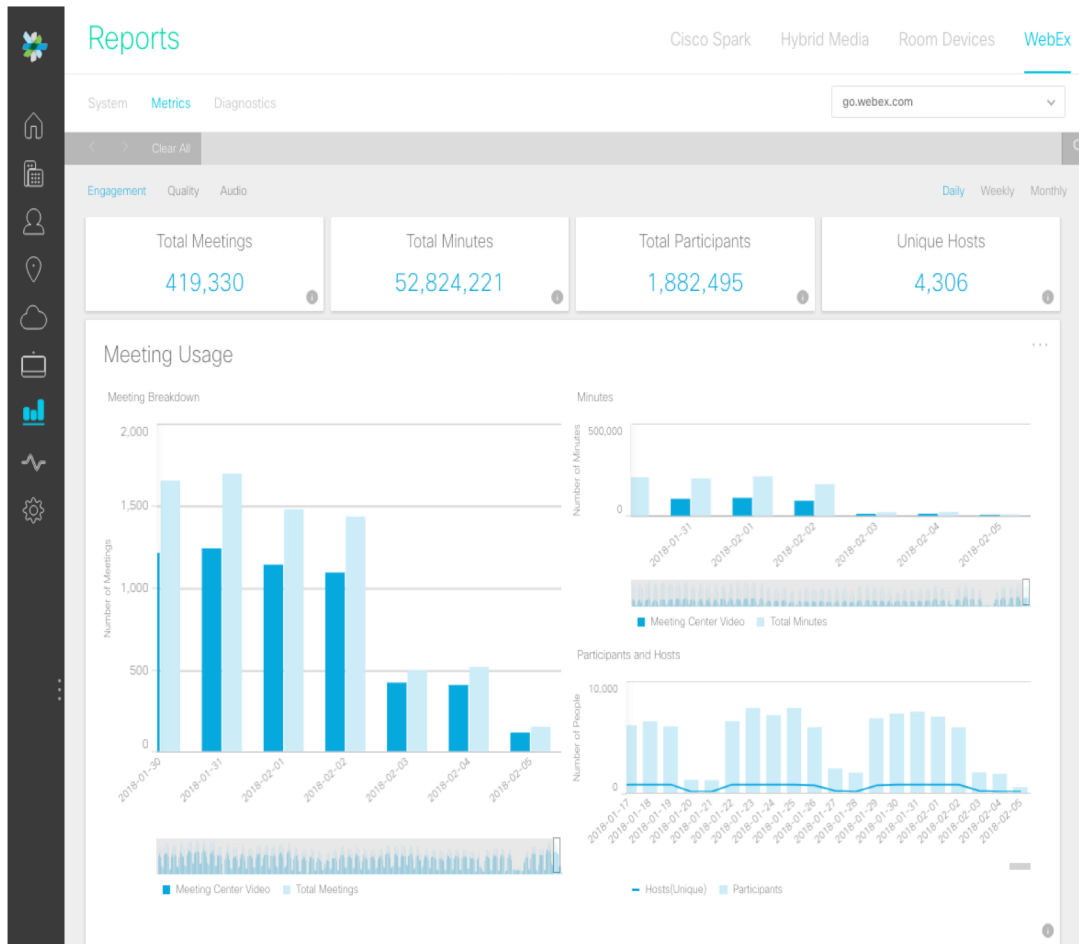 Reports
Cisco Spark Hybrid Media Room Devices WebEx
System Metrics Diagnostics
go.webex.com
Clear All
Engagement Quality Audio
Daily Weekly Monthly
Total Meetings
419,330
Total Minutes
52,824,221
Total Participants
1,882,495
Unique Hosts
4,306
Meeting Usage
Meeting Breakdown
Number of Meetings
2,000
1,500
1,000
500
0
2018-01-30 2018-01-31 2018-02-01 2018-02-02 2018-02-03 2018-02-04 2018-02-05
Meeting Center Video Total Meetings
Minutes
Number of Minutes
500,000
0
2018-01-31 2018-02-01 2018-02-02 2018-02-03 2018-02-04 2018-02-05
Meeting Center Video Total Minutes
Participants and Hosts
Number of People
10,000
0
2018-01-17 2018-01-18 2018-01-19 2018-01-20 2018-01-21 2018-01-22 2018-01-23 2018-01-24 2018-01-25 2018-01-26 2018-01-27 2018-01-28 2018-01-29 2018-01-30 2018-01-31 2018-02-01 2018-02-02 2018-02-03 2018-02-04 2018-02-05
Hosts(Unique) Participants